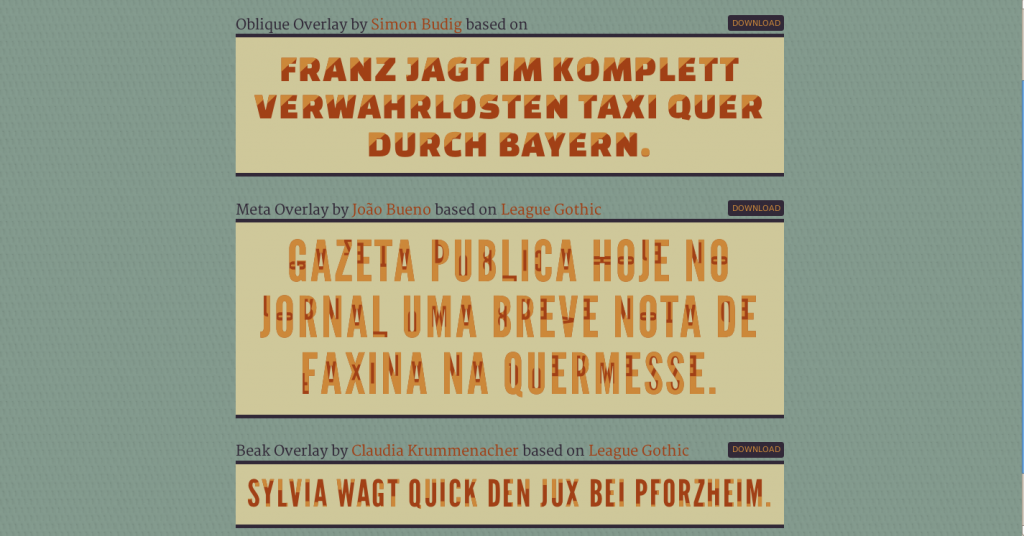 Oblique Overlay by Simon Budig based on
DOWNLOAD
FRANZ JAGT IM KOMPLETT
VERWAHRLOSTEN TAXI QUER
DURCH BAYERN.
Meta Overlay by João Bueno based on League Gothic
DOWNLOAD
GAZETA PUBLICA HOJE NO
JORNAL UMA BREVE NOTA DE
FAXINA NA QUERMESSE.
Beak Overlay by Claudia Krummenacher based on League Gothic
DOWNLOAD
SYLVIA WAGT QUICK DEN JUX BEI PFORZHEIM.